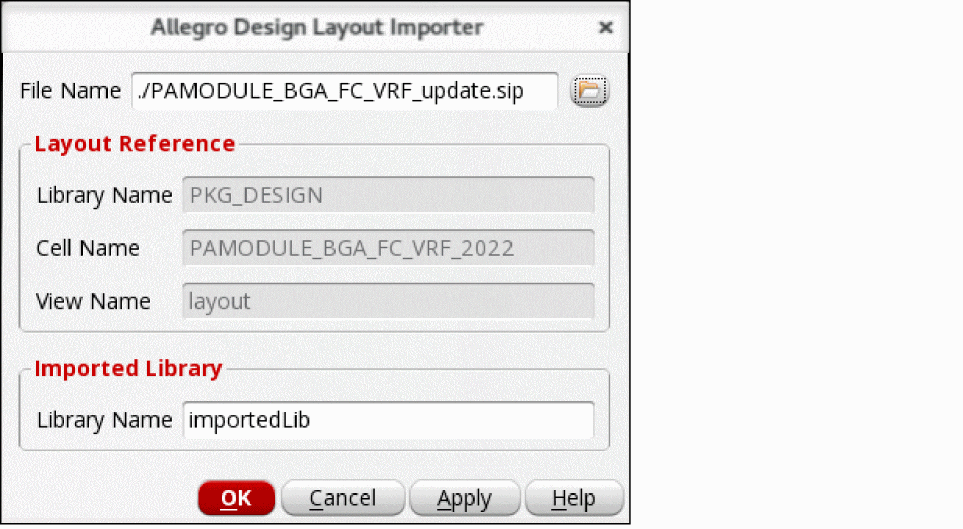 Allegro Design Layout Importer
File Name ./PAMODULE_BGA_FC_VRF_update.sip
Layout Reference
Library Name PKG_DESIGN
Cell Name PAMODULE_BGA_FC_VRF_2022
View Name layout
Imported Library
Library Name importedLib
OK Cancel Apply Help